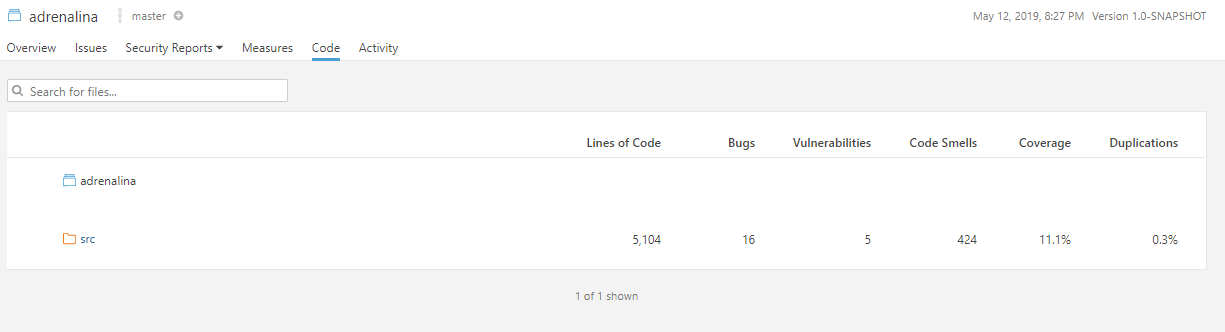 adrenalina master May 12, 2019, 8:27 PM Version 1.0-SNAPSHOT
Overview Issues Security Reports Measures Code Activity
Search for files...
Lines of Code Bugs Vulnerabilities Code Smells Coverage Duplications
adrenalina
src 5,104 16 5 424 11.1% 0.3%
1 of 1 shown